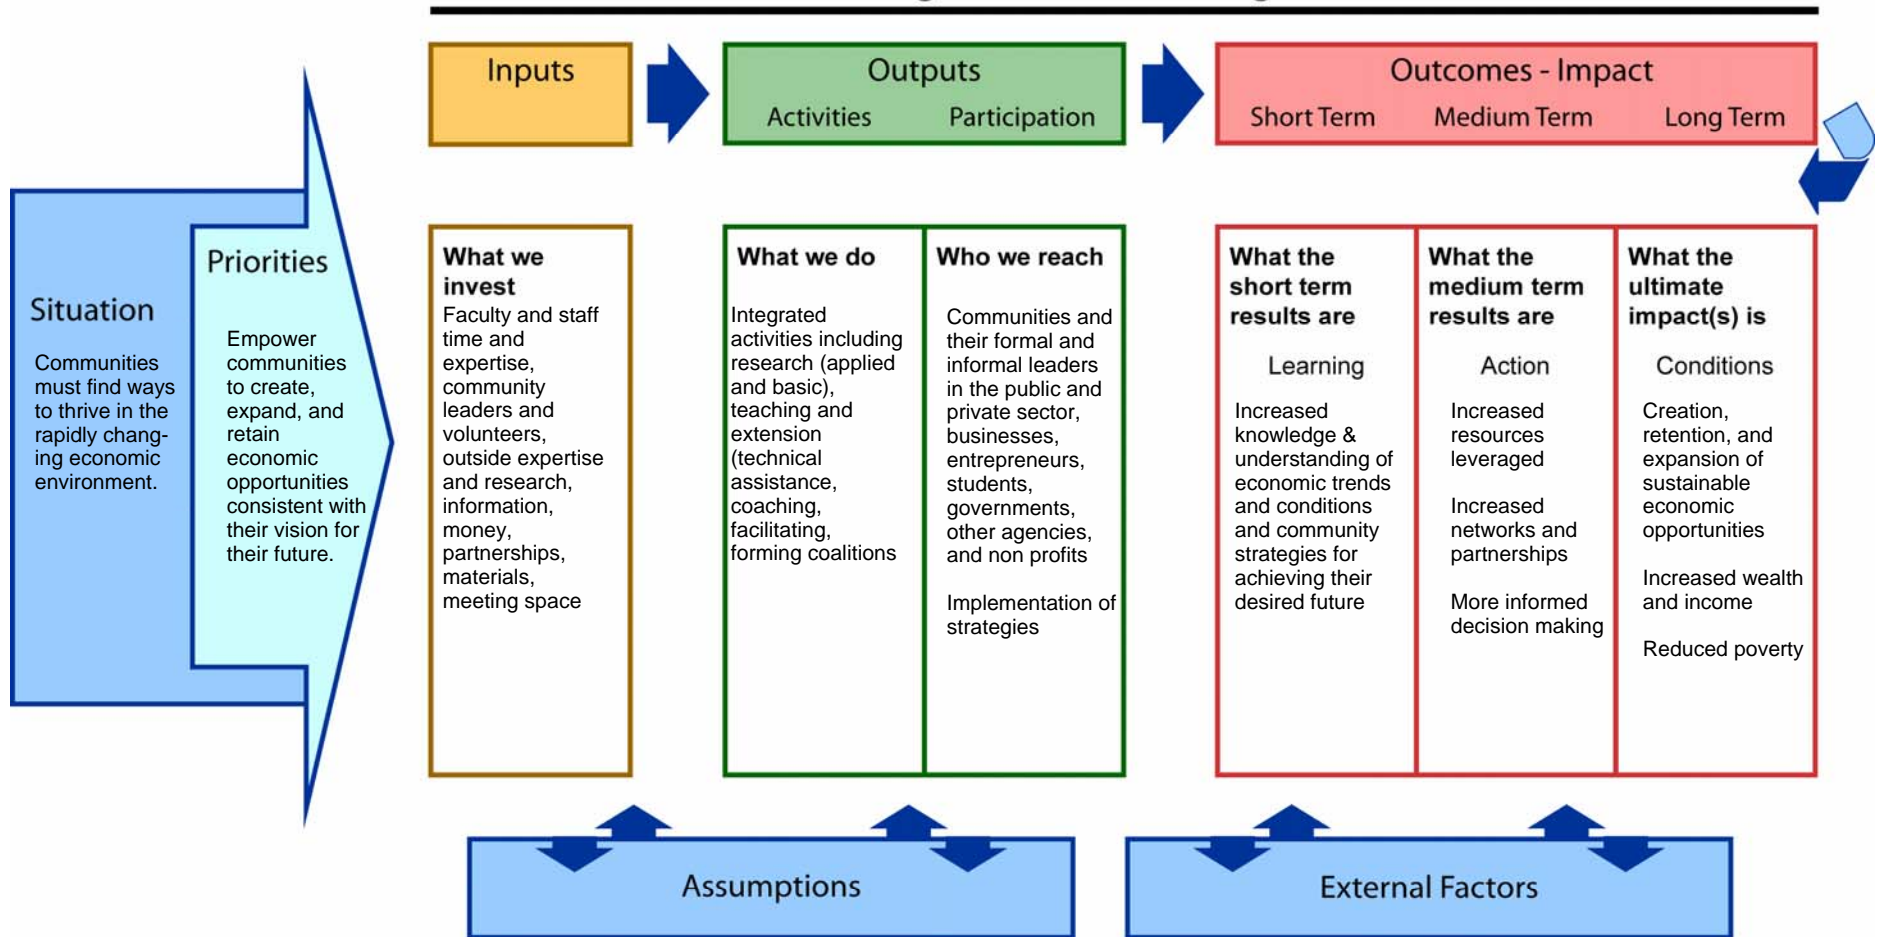 Inputs
Outputs
Activities Participation
Outcomes - Impact
Short Term Medium Term Long Term
Situation
Communities
must find ways
to thrive in the
rapidly chang-
ing economic
environment.
Priorities
Empower
communities
to create,
expand, and
retain
economic
opportunities
consistent with
their vision for
their future.
What we
invest
Faculty and staff
time and
expertise,
community
leaders and
volunteers,
outside expertise
and research,
information,
money,
partnerships,
materials,
meeting space
What we do
Integrated
activities including
research (applied
and basic),
teaching and
extension
(technical
assistance,
coaching,
facilitating,
forming coalitions
Who we reach
Communities and
their formal and
informal leaders
in the public and
private sector,
businesses,
entrepreneurs,
students,
governments,
other agencies,
and non profits
Implementation of
strategies
What the
short term
results are
Learning
Increased
knowledge &
understanding of
economic trends
and conditions
and community
strategies for
achieving their
desired future
What the
medium term
results are
Action
Increased
resources
leveraged
Increased
networks and
partnerships
More informed
decision making
What the
ultimate
impact(s) is
Conditions
Creation,
retention, and
expansion of
sustainable
economic
opportunities
Increased wealth
and income
Reduced poverty
Assumptions
External Factors